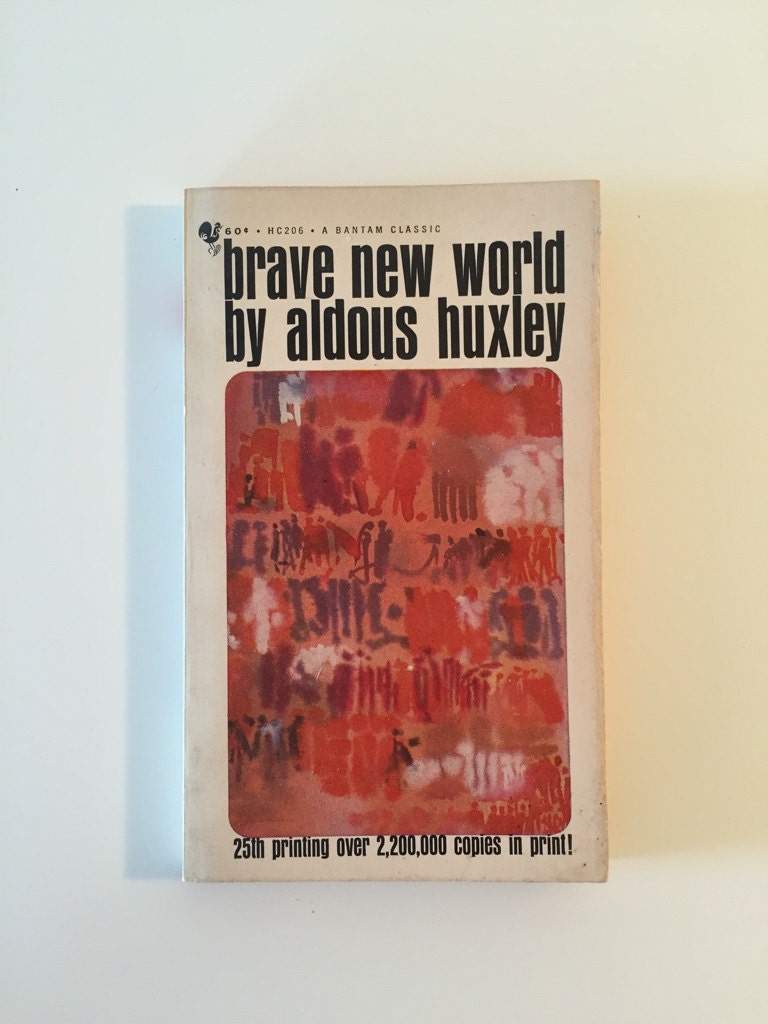 60¢ • HC206 • A BANTAM CLASSIC
brave new world
by aldous huxley
25th printing over 2,200,000 copies in print!